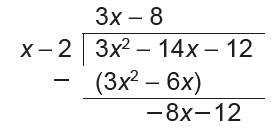 3x – 8
x – 2 3x² – 14x – 12
– (3x² – 6x)
–8x–12